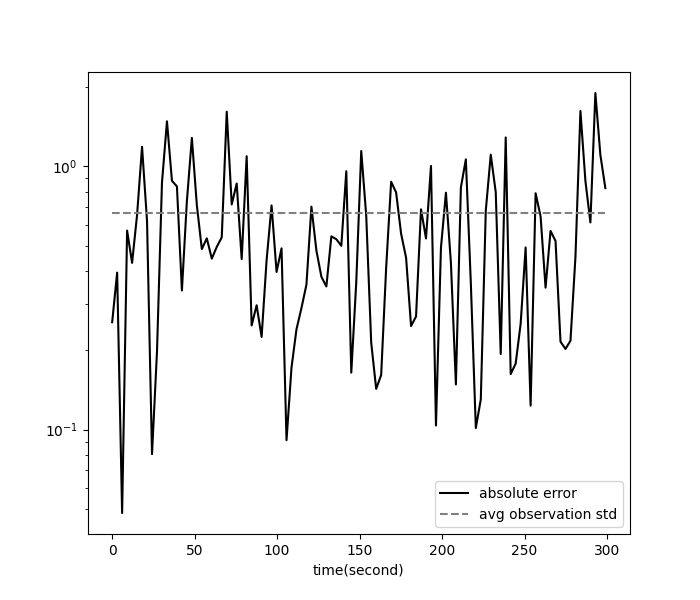 10⁰
10⁻¹
0 50 100 150 200 250 300
time(second)
absolute error
avg observation std